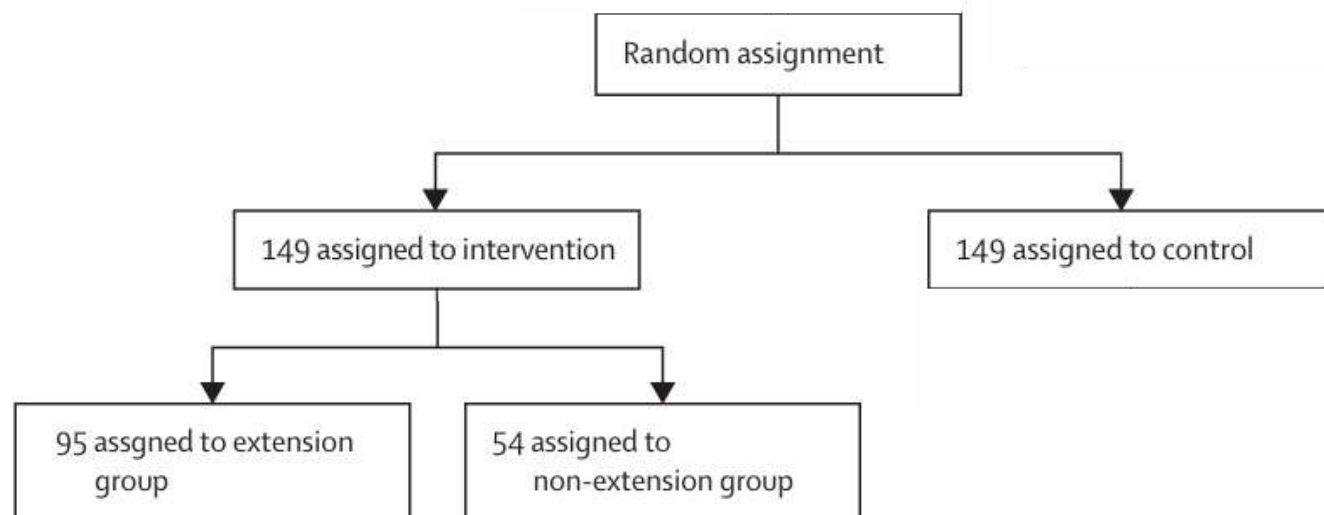 Random assignment
149 assigned to intervention
149 assigned to control
95 assgned to extension
group
54 assigned to
non-extension group